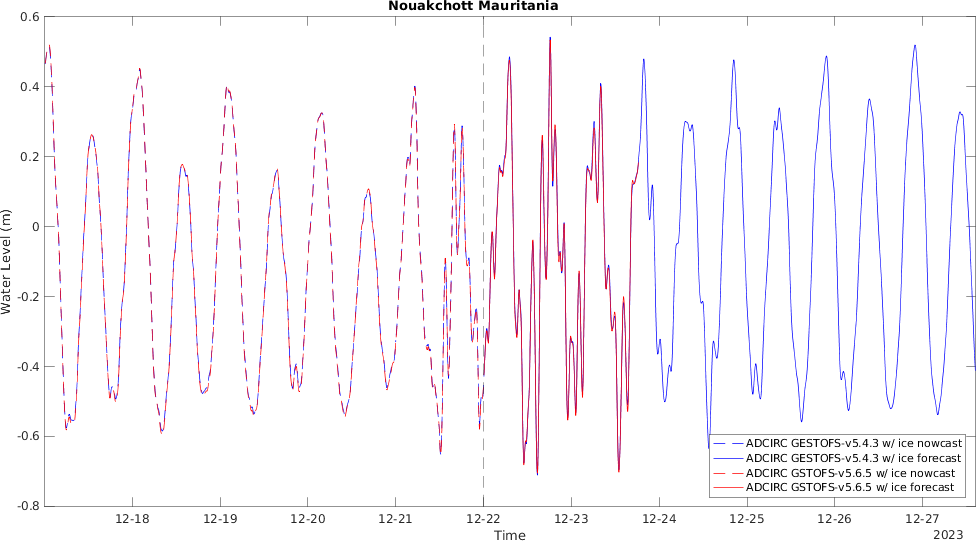 Nouakchott Mauritania
0.6
0.4
0.2
0
-0.2
-0.4
-0.6
-0.8
Water Level (m)
ADCIRC GESTOFS-v5.4.3 w/ ice nowcast
ADCIRC GESTOFS-v5.4.3 w/ ice forecast
ADCIRC GSTOFS-v5.6.5 w/ ice nowcast
ADCIRC GSTOFS-v5.6.5 w/ ice forecast
12-18 12-19 12-20 12-21 12-22 12-23 12-24 12-25 12-26 12-27
Time
2023